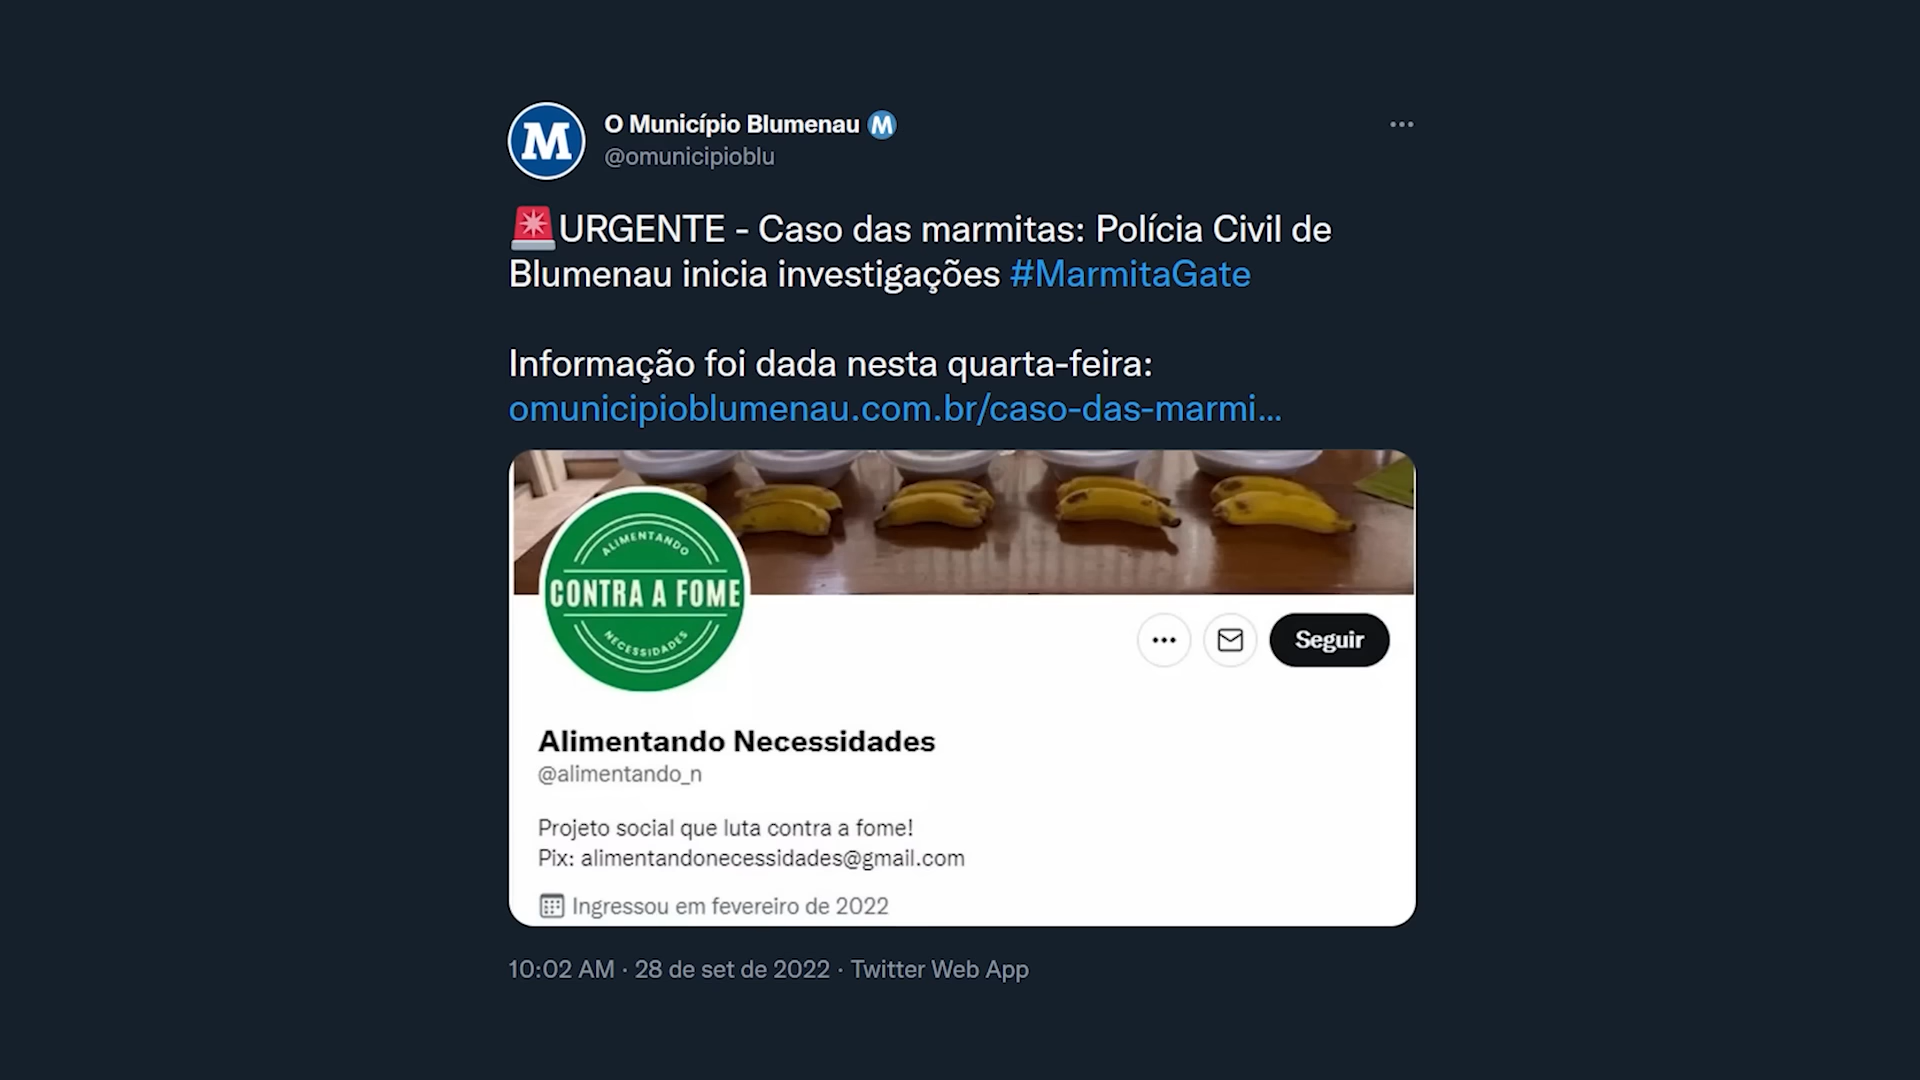 M
O Município Blumenau M
@omunicipioblu
🚨URGENTE - Caso das marmitas: Polícia Civil de
Blumenau inicia investigações #MarmitaGate
Informação foi dada nesta quarta-feira:
omunicipioblumenau.com.br/caso-das-marmi...
ALIMENTANDO
CONTRA A FOME
NECESSIDADES
Seguir
Alimentando Necessidades
@alimentando_n
Projeto social que luta contra a fome!
Pix: alimentandonecessidades@gmail.com
Ingressou em fevereiro de 2022
10:02 AM · 28 de set de 2022 · Twitter Web App